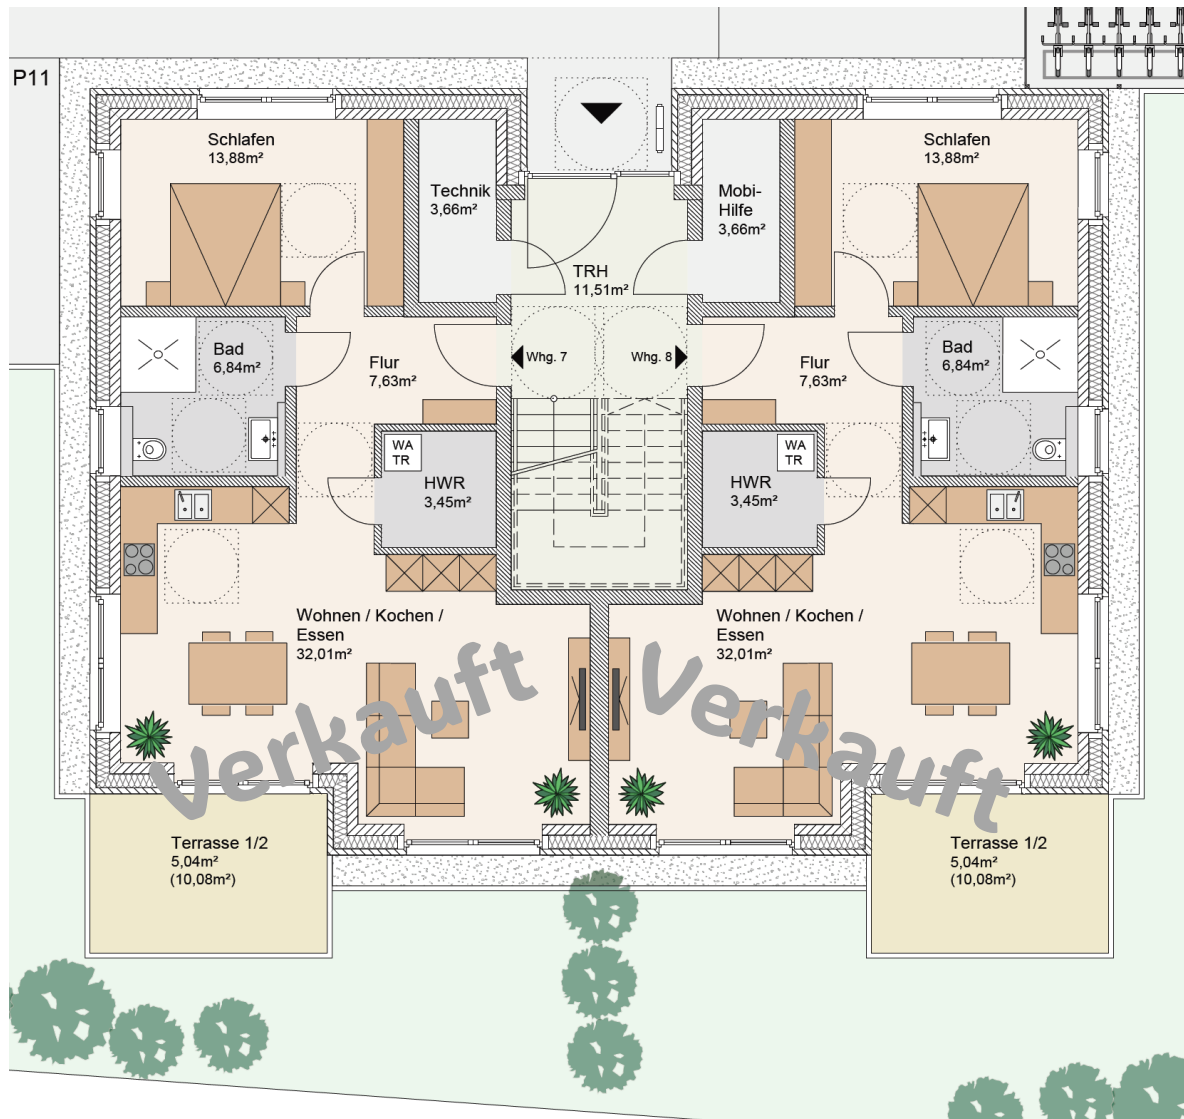 P11
Schlafen
13,88m²
Schlafen
13,88m²
Technik
3,66m²
Mobi-
Hilfe
3,66m²
TRH
11,51m²
Bad
6,84m²
Flur
7,63m²
Whg. 7
Whg. 8
Flur
7,63m²
Bad
6,84m²
WA
TR
HWR
3,45m²
WA
TR
HWR
3,45m²
Wohnen / Kochen /
Essen
32,01m²
Wohnen / Kochen /
Essen
32,01m²
Verkauft
Verkauft
Terrasse 1/2
5,04m²
(10,08m²)
Terrasse 1/2
5,04m²
(10,08m²)